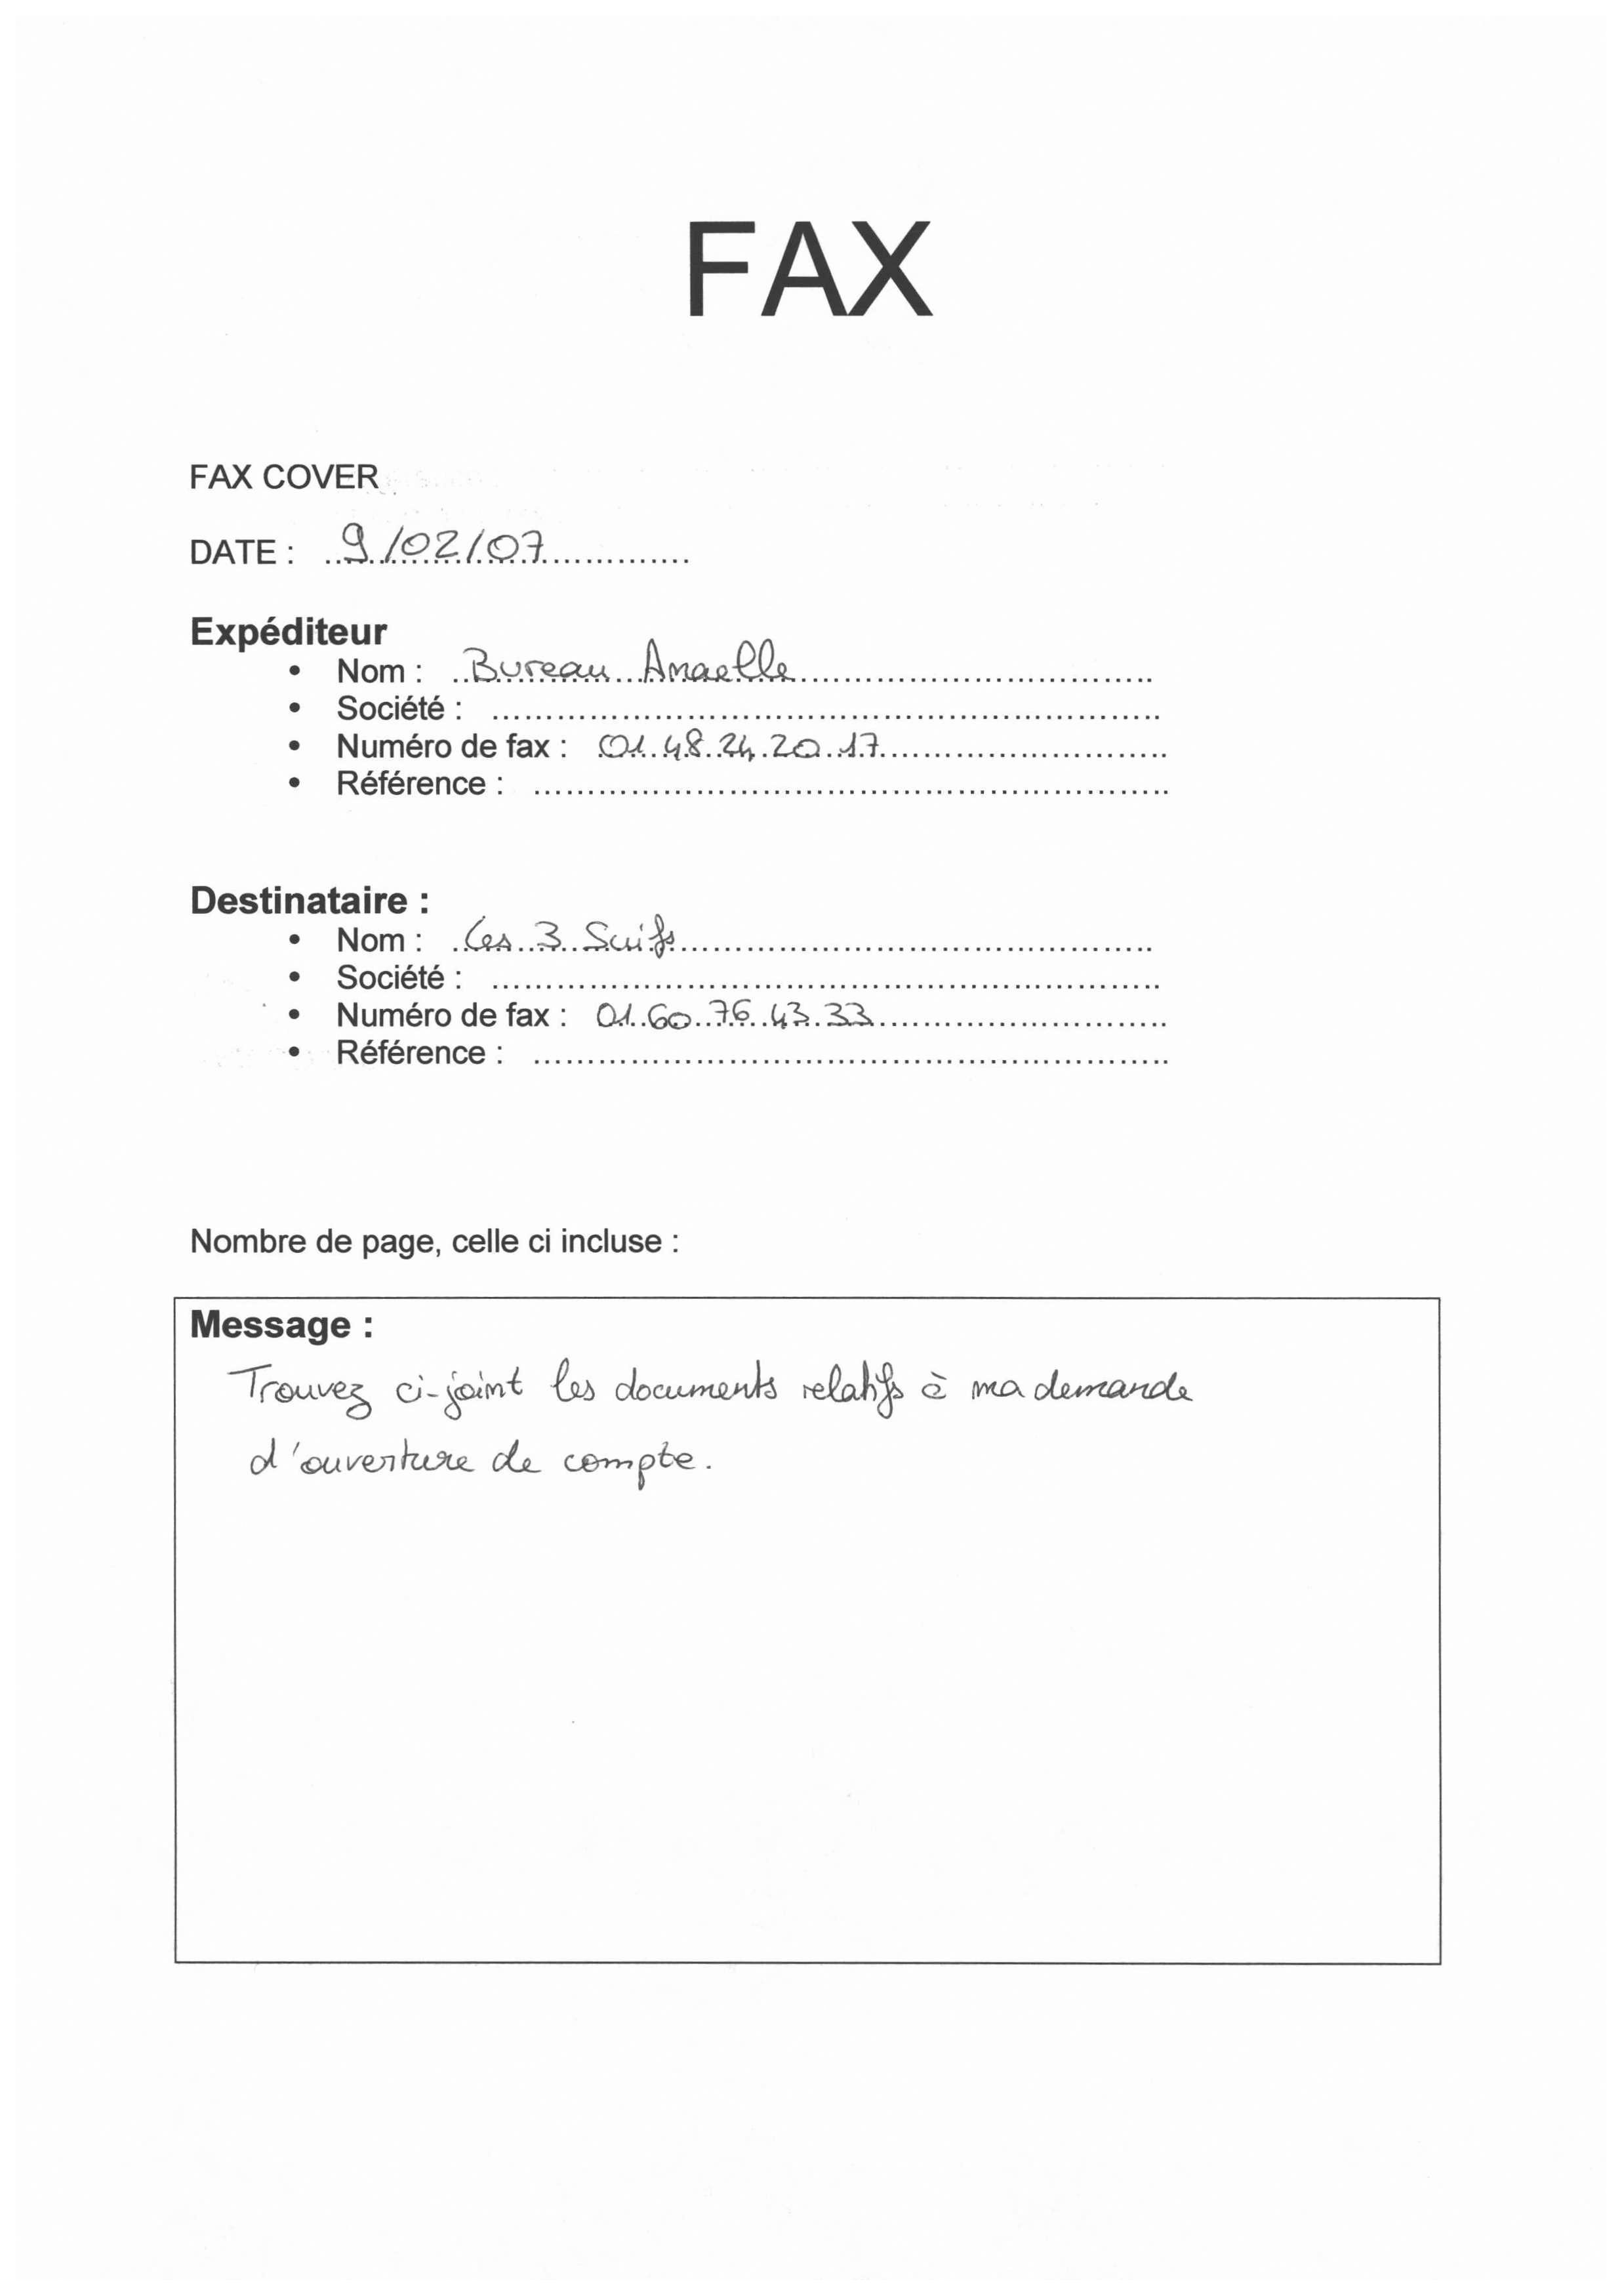 FAX
FAX COVER
DATE : 9/02/07
Expéditeur
• Nom : Bureau Anaelle
• Société :
• Numéro de fax : 01.48.24.20.17
• Référence :
Destinataire :
• Nom : Les 3 Suifs
• Société :
• Numéro de fax : 01.60.76.43.33
• Référence :
Nombre de page, celle ci incluse :
Message :
Trouvez ci-joint les documents relatifs à ma demande
d'ouverture de compte.